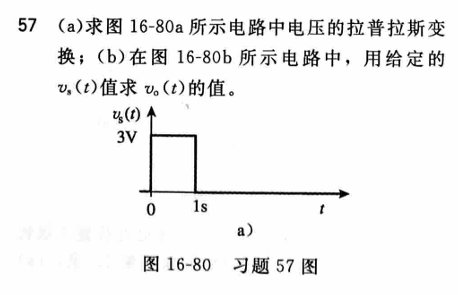 57 (a)求图 16-80a 所示电路中电压的拉普拉斯变
换；(b)在图 16-80b 所示电路中，用给定的
vs(t)值求 vo(t)的值。
vs(t)
3V
0 1s t
a)
图 16-80 习题 57 图